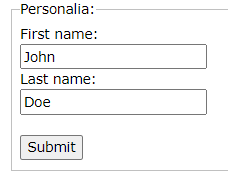 Personalia:
First name:
John
Last name:
Doe
Submit